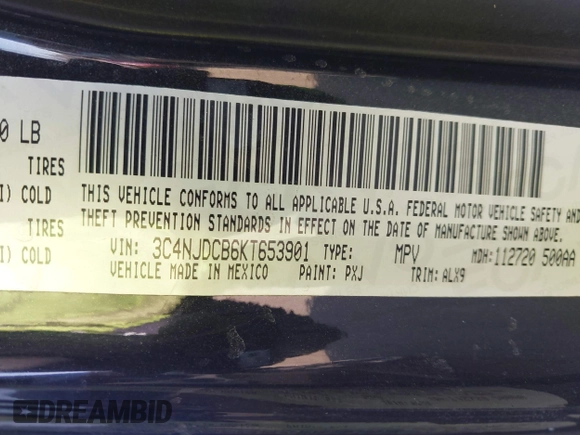 0 LB
TIRES
I) COLD
TIRES
I) COLD
THIS VEHICLE CONFORMS TO ALL APPLICABLE U.S.A. FEDERAL MOTOR VEHICLE SAFETY AND
THEFT PREVENTION STANDARDS IN EFFECT ON THE DATE OF MANUFACTURE SHOWN ABOVE.
VIN: 3C4NJDCB6KT653901 TYPE: MPV MDH:112720 500AA
VEHICLE MADE IN MEXICO PAINT: PXJ TRIM: ALX9
DREAMBID